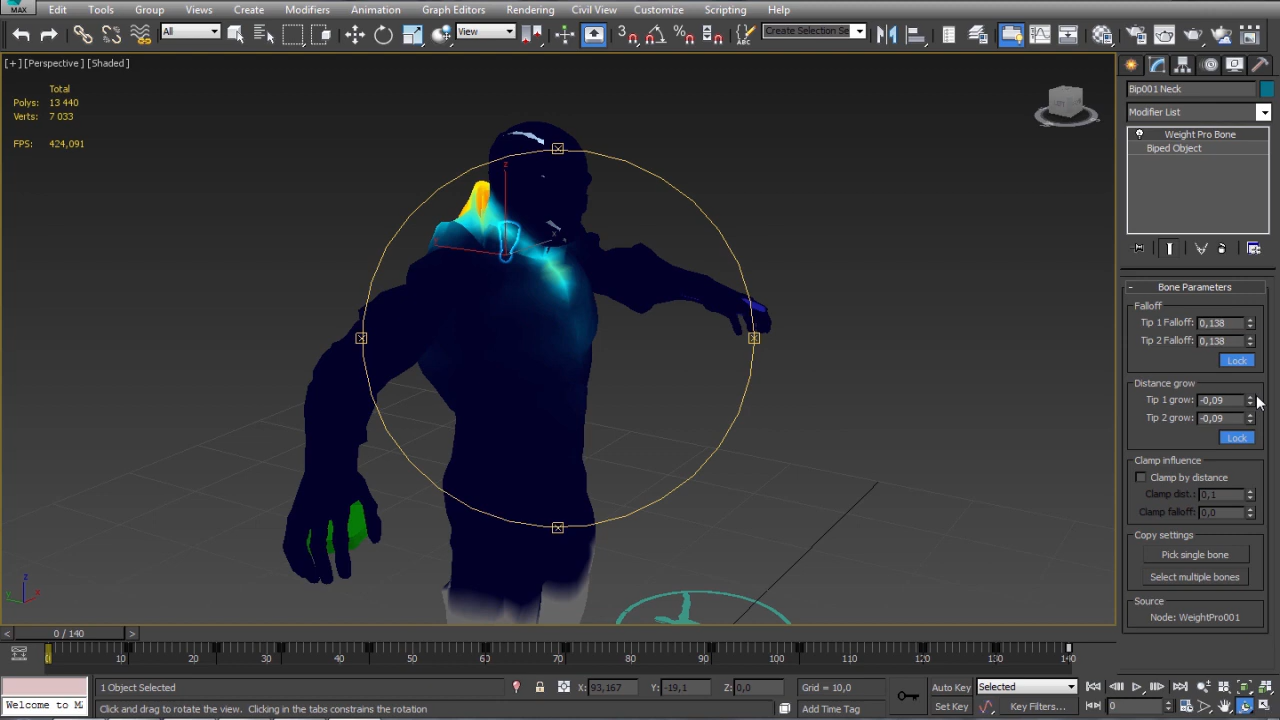 MAX
Edit Tools Group Views Create Modifiers Animation Graph Editors Rendering Civil View Customize Scripting Help
All View Create Selection Se
[+] [Perspective] [Shaded]
Total
Polys: 13 440
Verts: 7 033
FPS: 424,091
z
x
z
y x
Bip001 Neck
Modifier List
Weight Pro Bone
Biped Object
- Bone Parameters
Falloff
Tip 1 Falloff: 0,138
Tip 2 Falloff: 0,138
Lock
Distance grow
Tip 1 grow: -0,09
Tip 2 grow: -0,09
Lock
Clamp influence
Clamp by distance
Clamp dist.: 0,1
Clamp falloff: 0,0
Copy settings
Pick single bone
Select multiple bones
Source
Node: WeightPro001
< 0 / 140 >
10 20 30 40 50 60 70 80 90 100 110 120 130 140
1 Object Selected X: 93,167 Y: -19,1 Z: 0,0 Grid = 10,0 Auto Key Selected
Welcome to M Click and drag to rotate the view. Clicking in the tabs constrains the rotation Add Time Tag Set Key Key Filters... 0